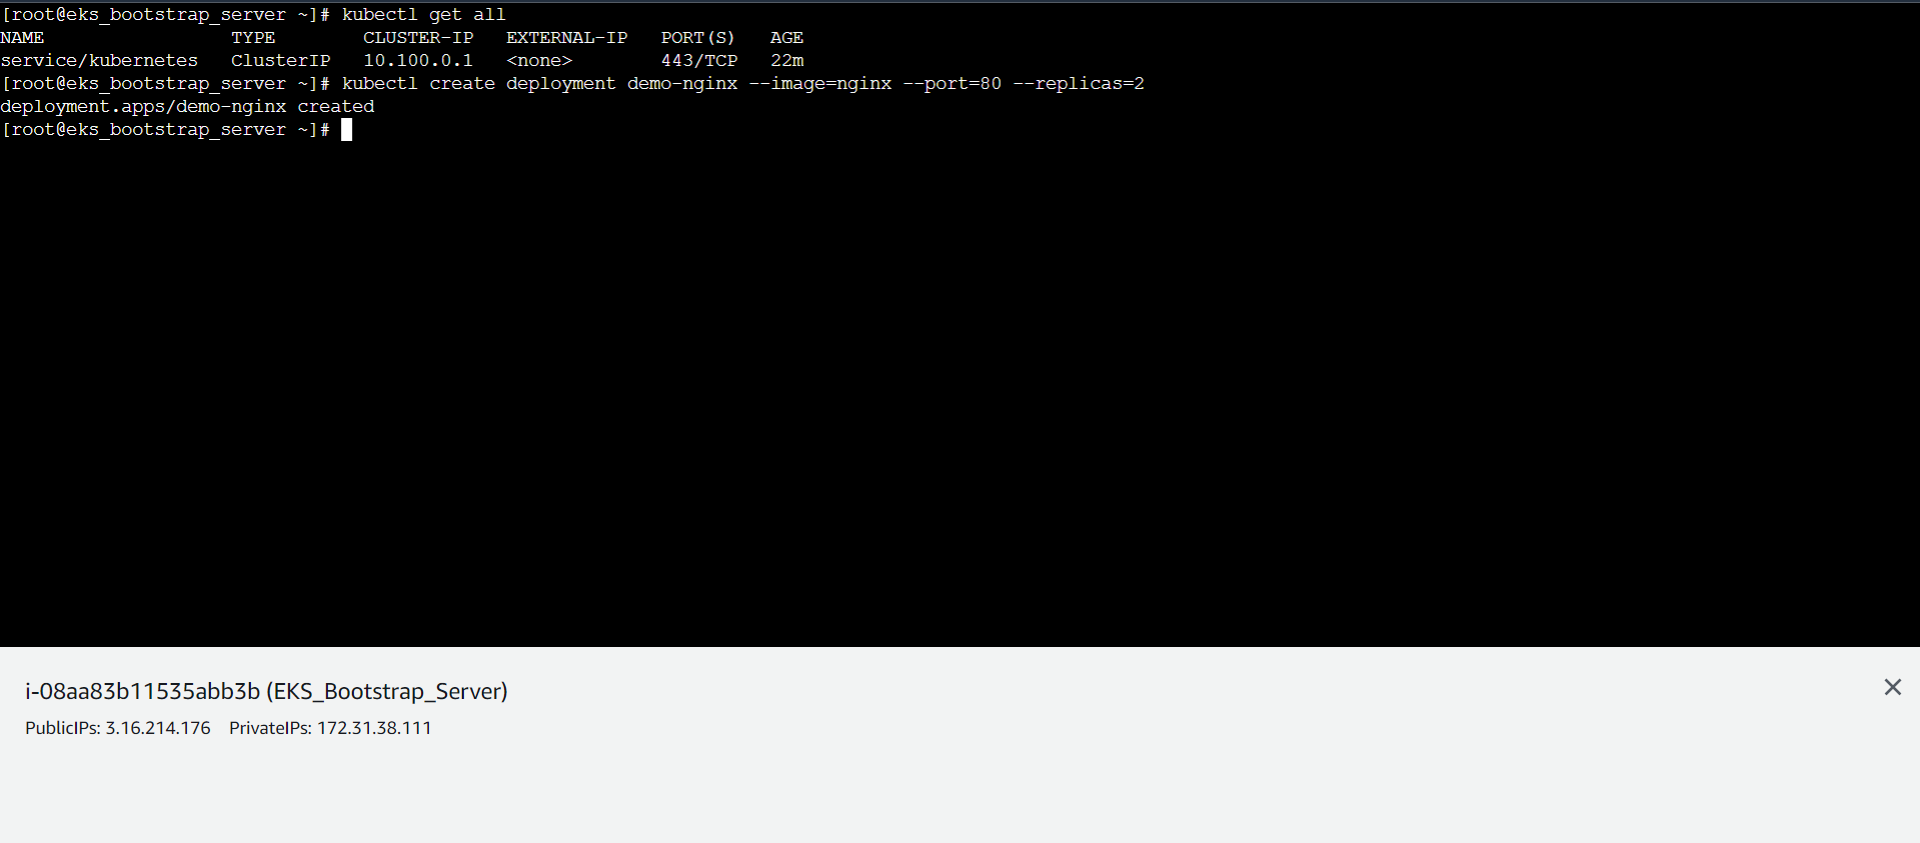 [root@eks_bootstrap_server ~]# kubectl get all
NAME                 TYPE        CLUSTER-IP   EXTERNAL-IP   PORT(S)   AGE
service/kubernetes   ClusterIP   10.100.0.1   <none>        443/TCP   22m
[root@eks_bootstrap_server ~]# kubectl create deployment demo-nginx --image=nginx --port=80 --replicas=2
deployment.apps/demo-nginx created
[root@eks_bootstrap_server ~]#
i-08aa83b11535abb3b (EKS_Bootstrap_Server)
PublicIPs: 3.16.214.176   PrivateIPs: 172.31.38.111